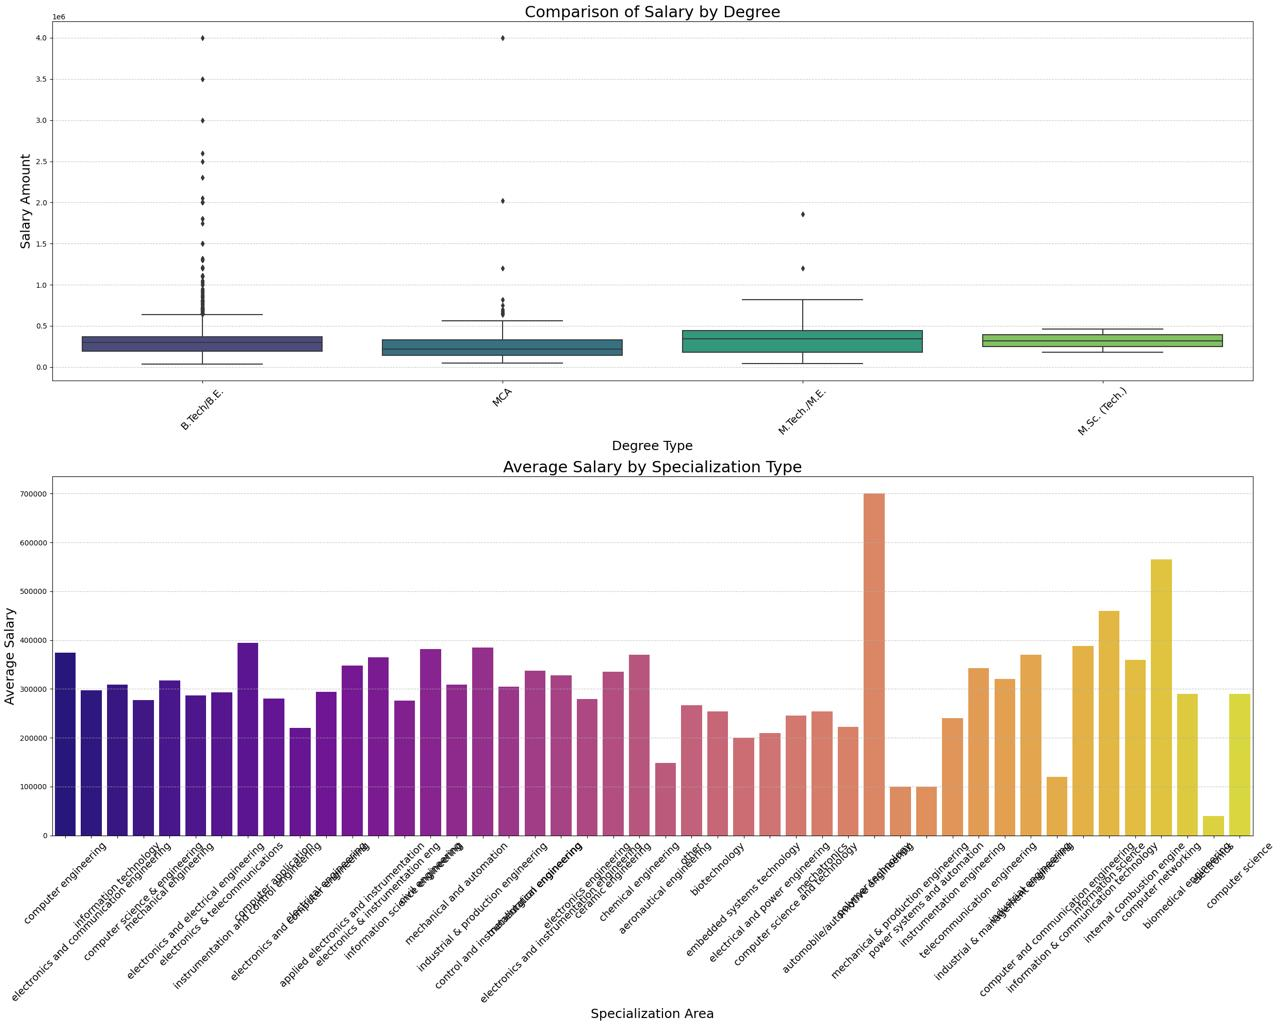 Comparison of Salary by Degree
1e6
4.0
3.5
3.0
2.5
2.0
1.5
1.0
0.5
0.0
Salary Amount
B.Tech/B.E.
MCA
M.Tech./M.E.
M.Sc. (Tech.)
Degree Type
Average Salary by Specialization Type
700000
600000
500000
400000
300000
200000
100000
0
Average Salary
computer engineering
electronics and communication engineering
information technology
computer science & engineering
mechanical engineering
electronics and electrical engineering
electronics & telecommunications
instrumentation and control engineering
computer application
electronics and computer engineering
electrical engineering
applied electronics and instrumentation
electronics & instrumentation eng
information science engineering
civil engineering
mechanical and automation
industrial & production engineering
control and instrumentation engineering
metallurgical engineering
electronics and instrumentation engineering
electronics engineering
ceramic engineering
chemical engineering
aeronautical engineering
other
biotechnology
embedded systems technology
electrical and power engineering
computer science and technology
mechatronics
automobile/automotive engineering
polymer technology
mechanical & production engineering
power systems and automation
instrumentation engineering
telecommunication engineering
industrial & management engineering
industrial engineering
computer and communication engineering
information & communication technology
information science
internal combustion engine
computer networking
biomedical engineering
electronics
computer science
Specialization Area